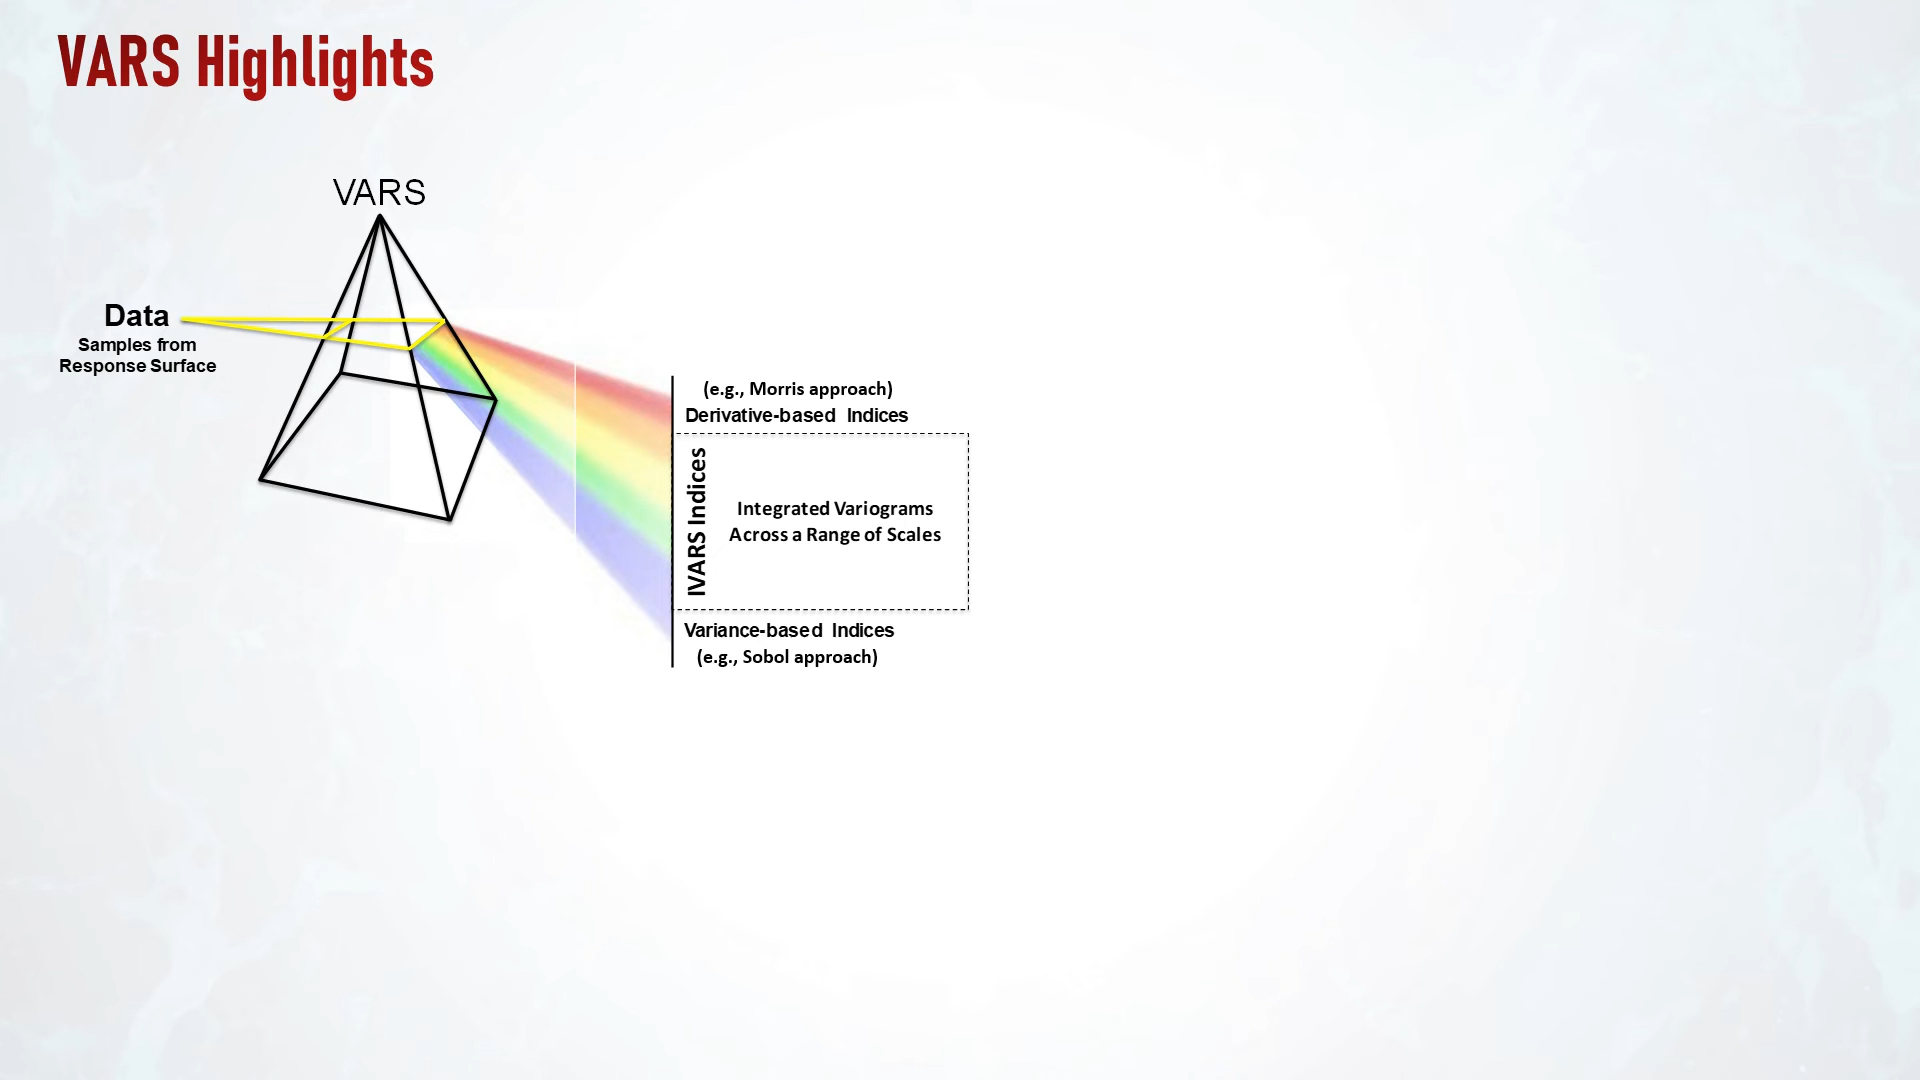 VARS Highlights
VARS
Data
Samples from
Response Surface
(e.g., Morris approach)
Derivative-based Indices
IVARS Indices
Integrated Variograms
Across a Range of Scales
Variance-based Indices
(e.g., Sobol approach)